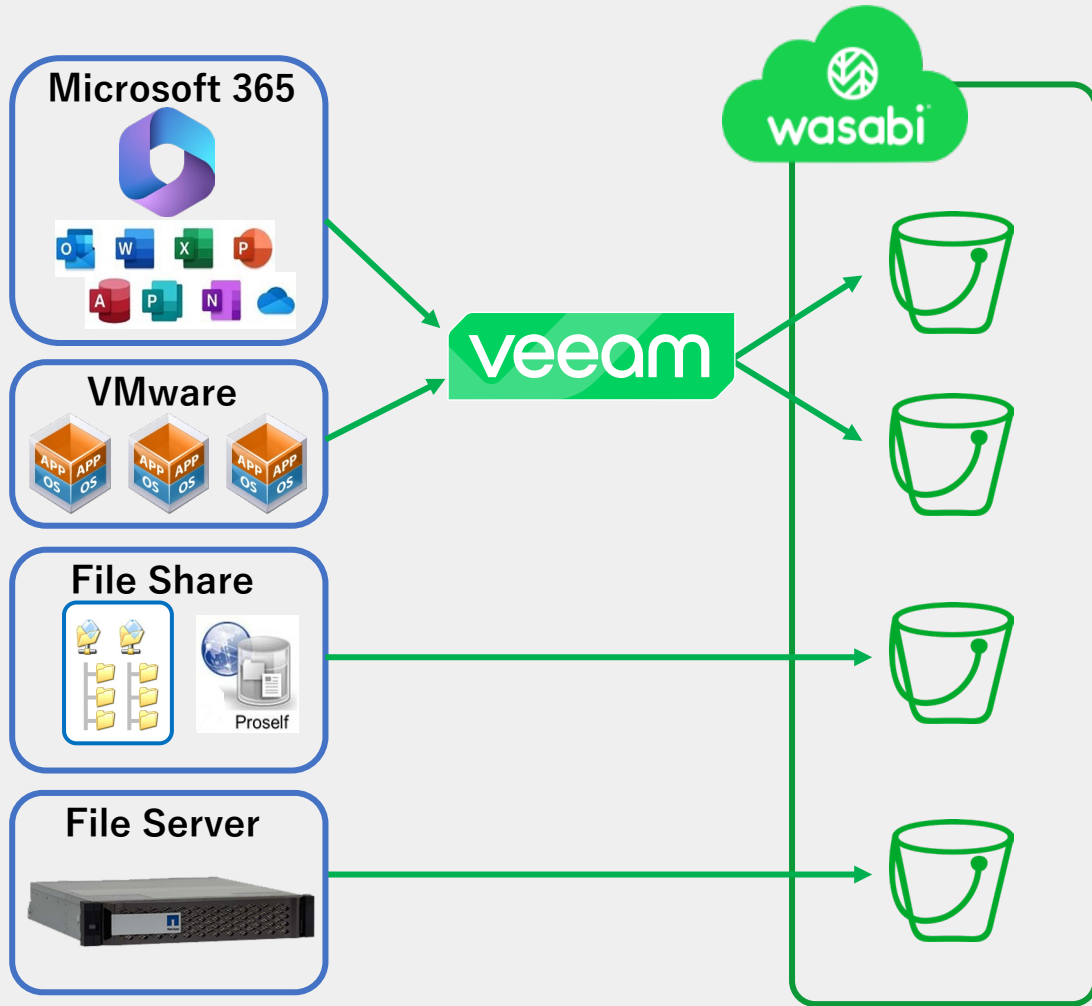 Microsoft 365
O
W
X
P
A
P
N
wasabi
veeam
VMware
APP APP
OS OS
APP APP
OS OS
APP APP
OS OS
File Share
Proself
File Server